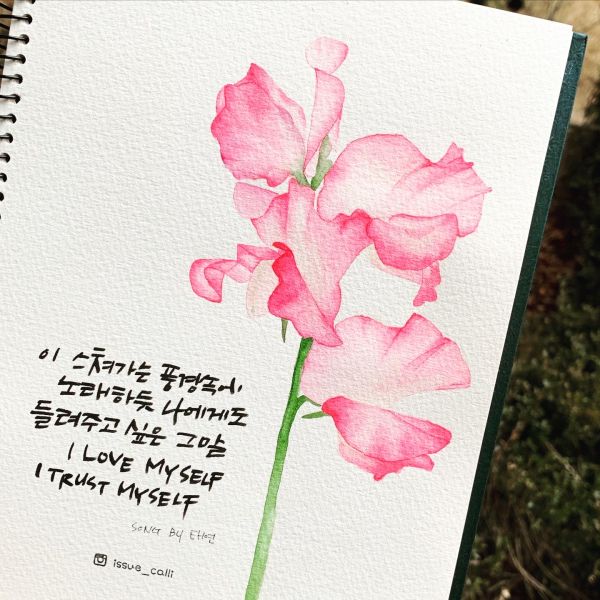 이 스쳐가는 풍경속에
노래하듯 나에게도
들려주고 싶은 그말
I LOVE MYSELF
I TRUST MYSELF
SONG BY 태연
issue_calli